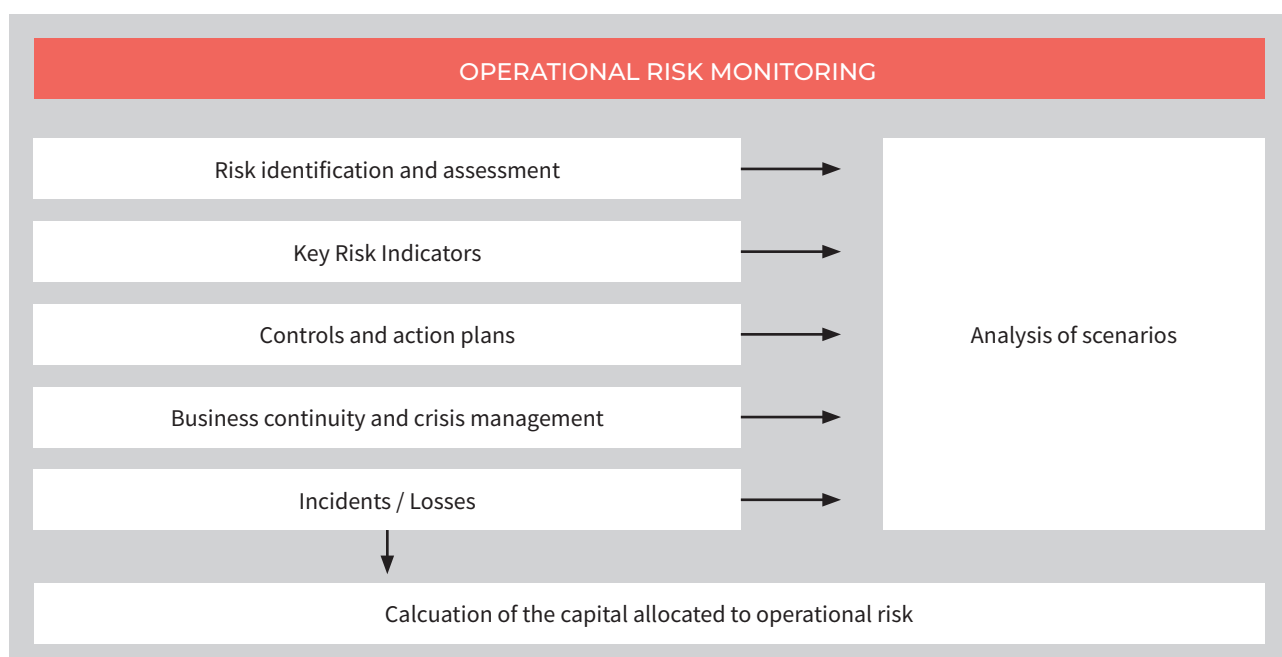 OPERATIONAL RISK MONITORING
Risk identification and assessment
Key Risk Indicators
Controls and action plans
Analysis of scenarios
Business continuity and crisis management
Incidents / Losses
Calcuation of the capital allocated to operational risk